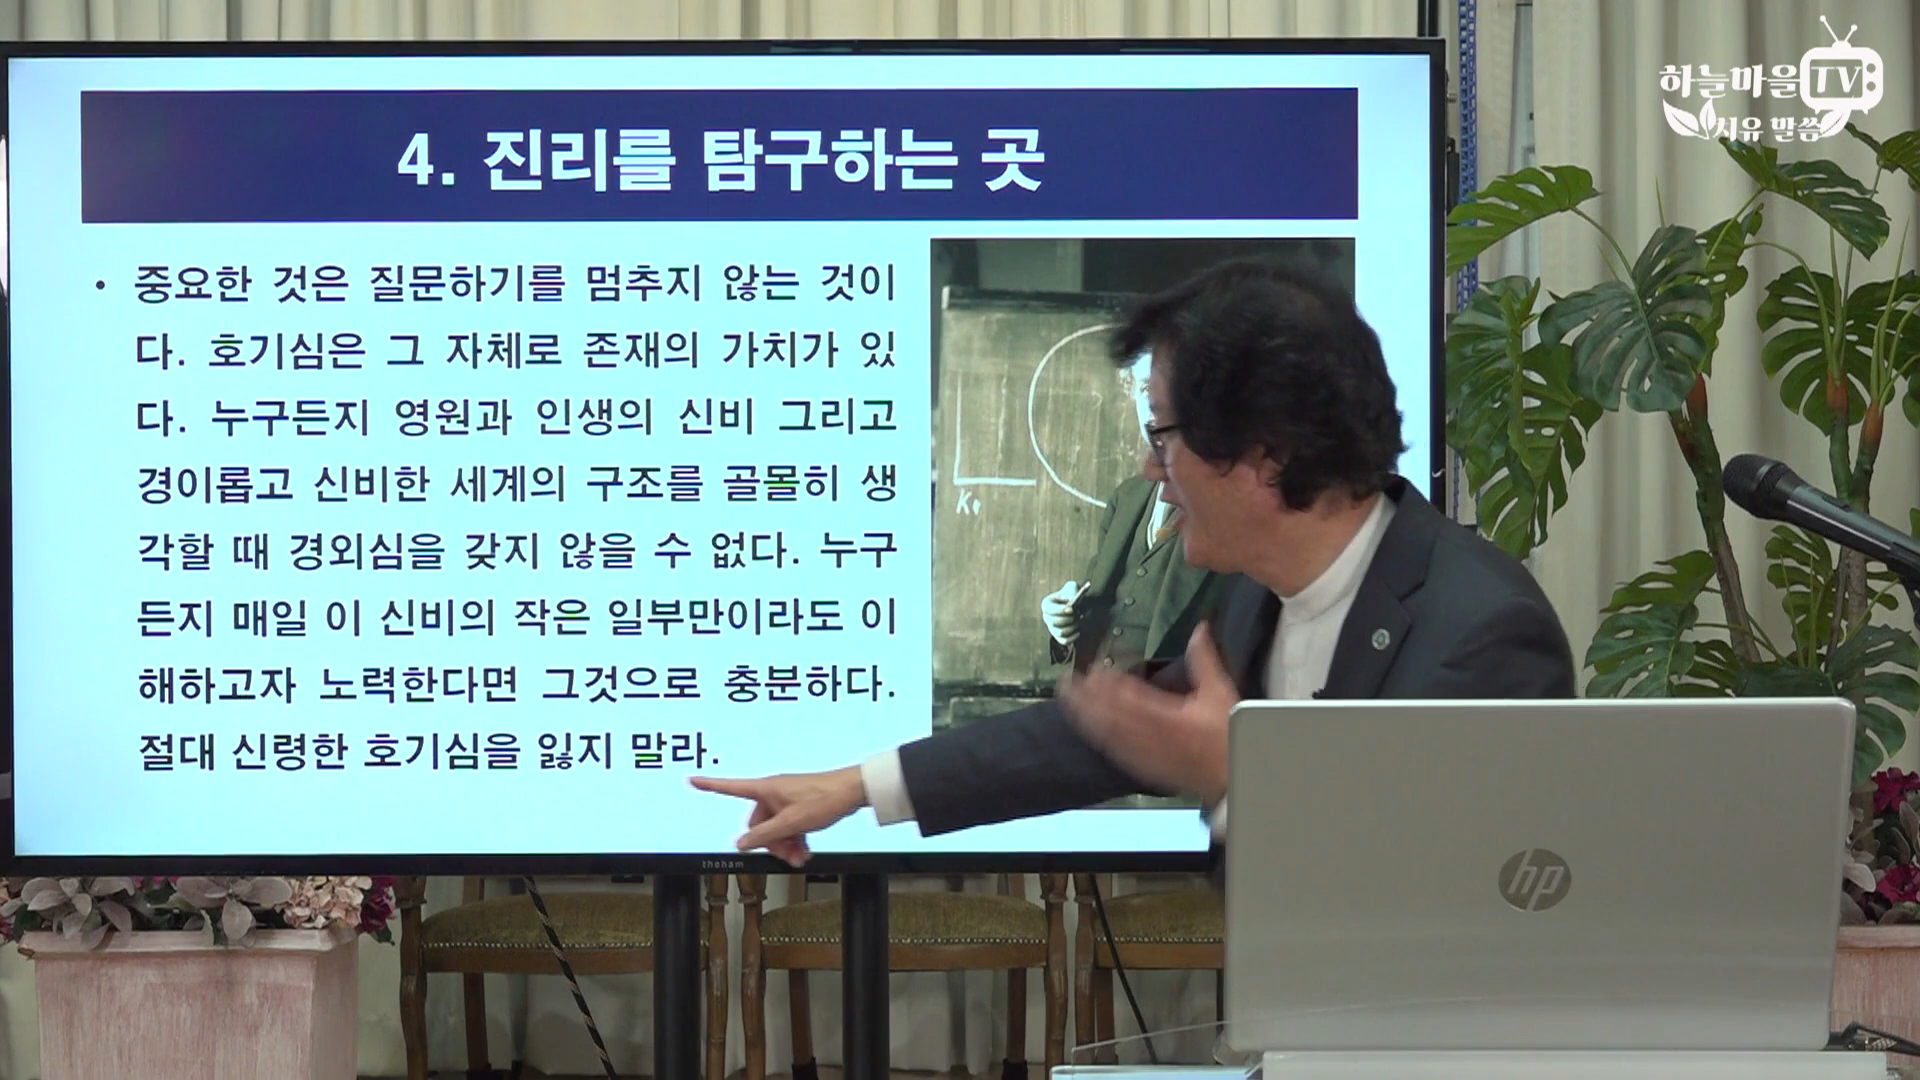 하늘마을TV
치유 말씀
4. 진리를 탐구하는 곳
• 중요한 것은 질문하기를 멈추지 않는 것이
다. 호기심은 그 자체로 존재의 가치가 있
다. 누구든지 영원과 인생의 신비 그리고
경이롭고 신비한 세계의 구조를 골몰히 생
각할 때 경외심을 갖지 않을 수 없다. 누구
든지 매일 이 신비의 작은 일부만이라도 이
해하고자 노력한다면 그것으로 충분하다.
절대 신령한 호기심을 잃지 말라.
thoham
hp